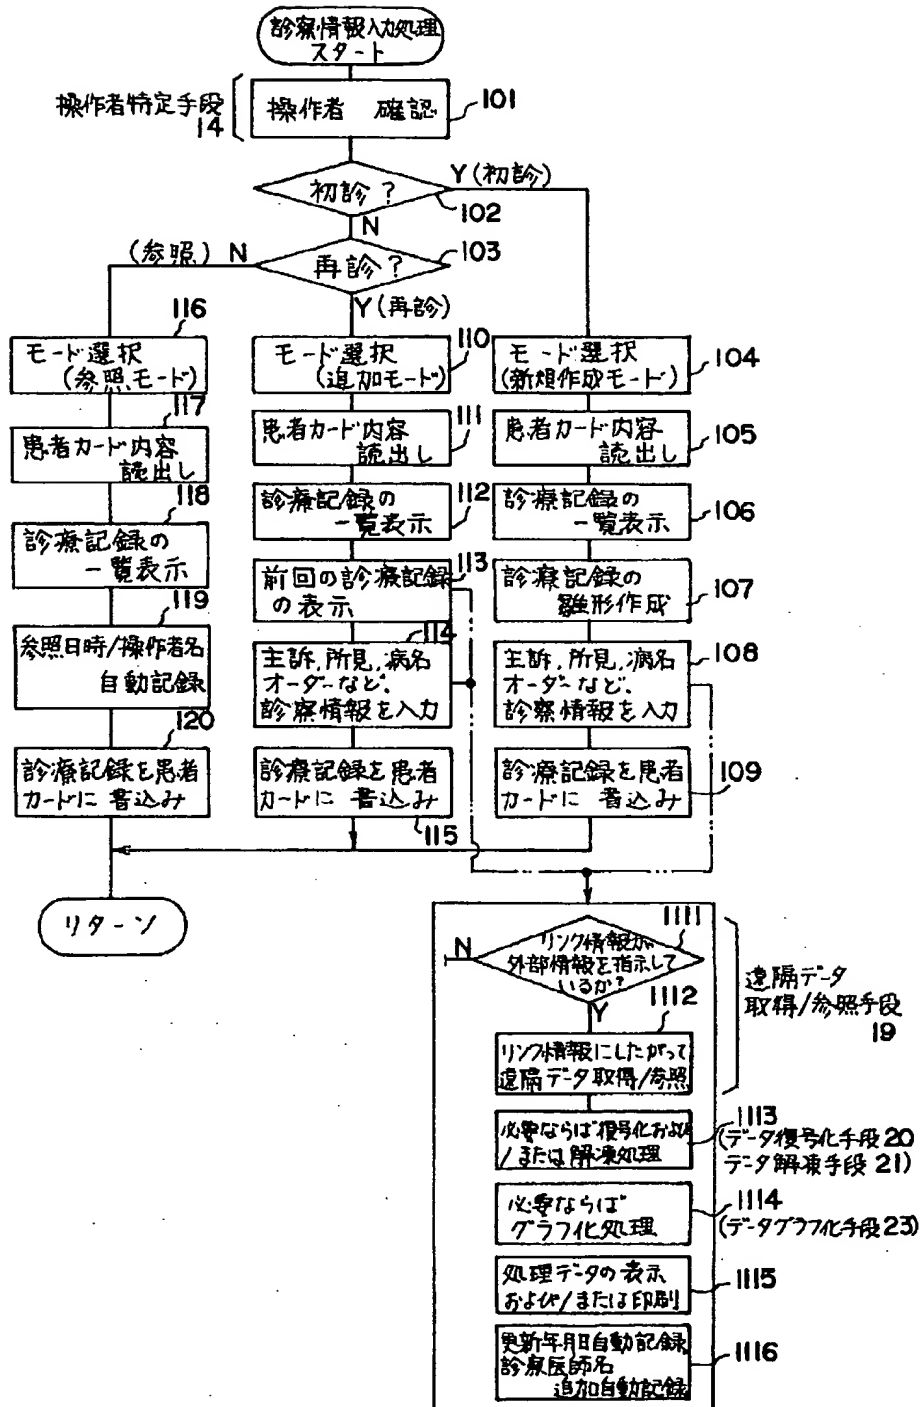 診察情報入力処理
スタート
操作者特定手段
14
操作者 確認
101
初診?
Y(初診)
102
N
(参照) N
再診?
103
Y(再診)
116
モード選択
(参照モード)
117
患者カード内容
読出し
118
診療記録の
一覧表示
119
参照日時/操作者名
自動記録
120
診療記録を患者
カードに書込み
110
モード選択
(追加モード)
患者カード内容
読出し
111
診療記録の
一覧表示
112
前回の診療記録
の表示
113
114
主訴,所見,病名
オーダーなど、
診察情報を入力
診療記録を患者
カードに書込み
115
モード選択
(新規作成モード)
104
患者カード内容
読出し
105
診療記録の
一覧表示
106
診療記録の
雛形作成
107
主訴,所見,病名
オーダーなど、
診察情報を入力
108
診療記録を患者
カードに書込み
109
リターン
1111
リンク情報が
外部情報を指示して
いるか?
N
Y
遠隔データ
取得/参照手段
19
1112
リンク情報にしたがって
遠隔データ取得/参照
必要ならば復号化および
/または解凍処理
1113
(データ復号化手段20
データ解凍手段21)
必要ならば
グラフ化処理
1114
(データグラフ化手段23)
処理データの表示
および/または印刷
1115
更新年月日自動記録
診察医師名
追加自動記録
1116